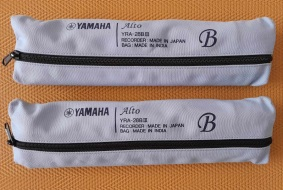 YAMAHA Alto
YRA-28BIII
RECORDER: MADE IN JAPAN
BAG: MADE IN INDIA
B
YAMAHA Alto
YRA-28BIII
RECORDER: MADE IN JAPAN
BAG: MADE IN INDIA
B